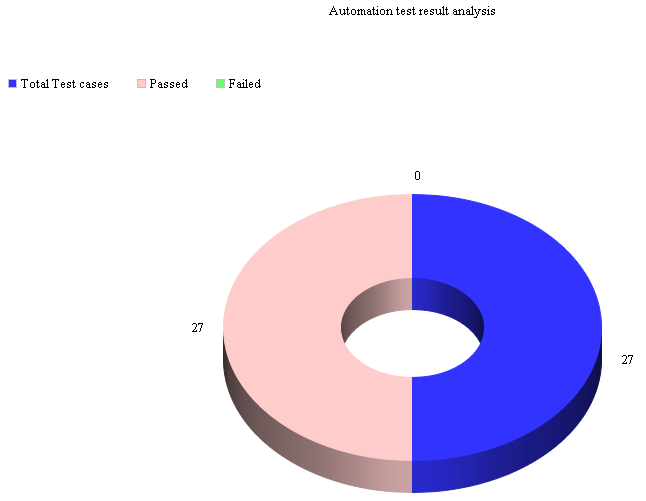 Automation test result analysis
Total Test cases Passed Failed
0
27
27